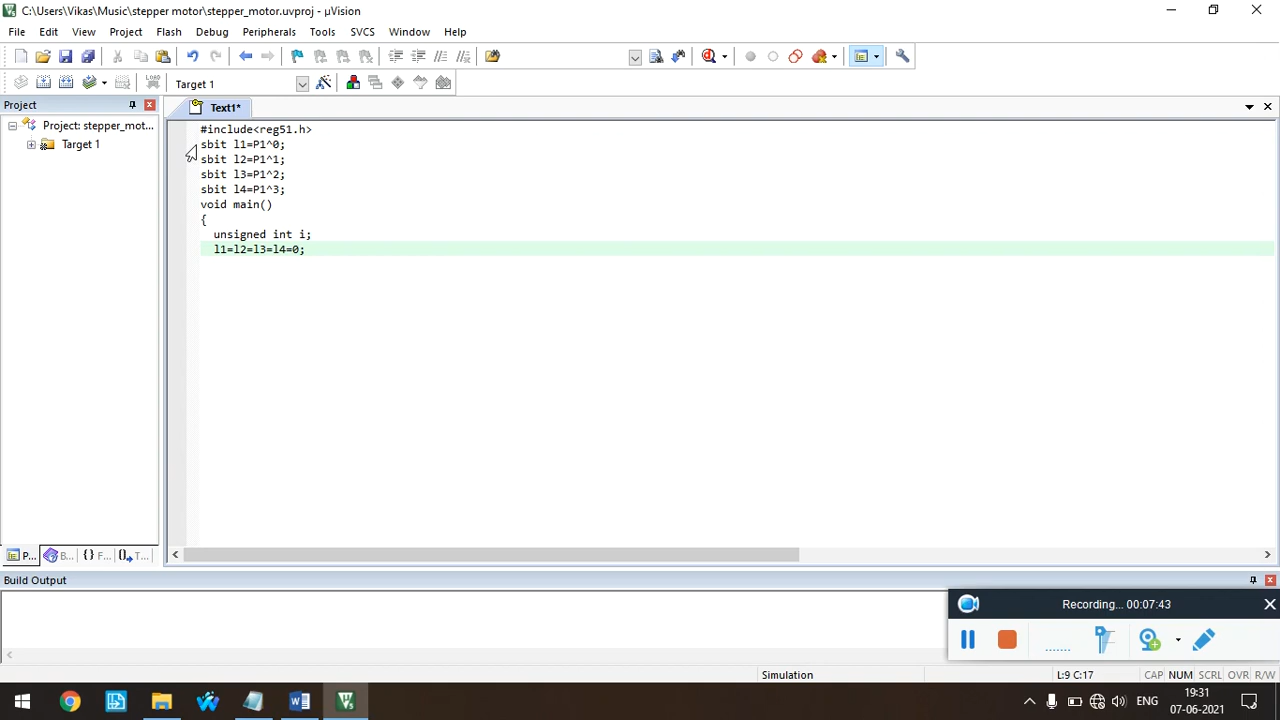 C:\Users\Vikas\Music\stepper motor\stepper_motor.uvproj - µVision
File Edit View Project Flash Debug Peripherals Tools SVCS Window Help
LOAD Target 1
Project
Text1*
Project: stepper_mot...
Target 1
#include<reg51.h>
sbit l1=P1^0;
sbit l2=P1^1;
sbit l3=P1^2;
sbit l4=P1^3;
void main()
{
unsigned int i;
l1=l2=l3=l4=0;
P... B... {} F... T...
Build Output
Recording... 00:07:43
Simulation L:9 C:17 CAP NUM SCRL OVR R/W
ENG
19:31
07-06-2021